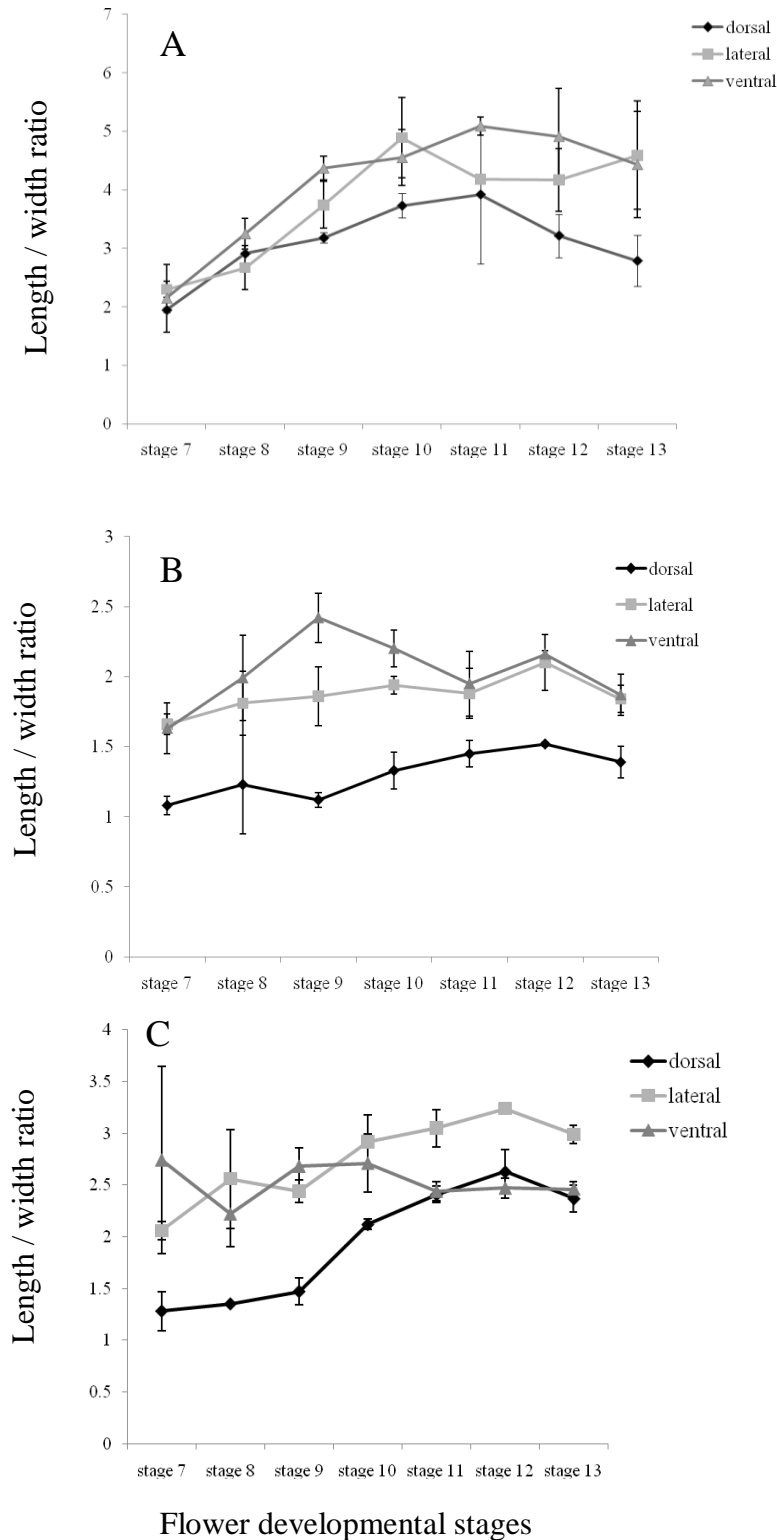 A
dorsal
lateral
ventral
Length / width ratio
7
6
5
4
3
2
1
0
stage 7 stage 8 stage 9 stage 10 stage 11 stage 12 stage 13
B
dorsal
lateral
ventral
Length / width ratio
3
2.5
2
1.5
1
0.5
0
stage 7 stage 8 stage 9 stage 10 stage 11 stage 12 stage 13
C
dorsal
lateral
ventral
Length / width ratio
4
3.5
3
2.5
2
1.5
1
0.5
0
stage 7 stage 8 stage 9 stage 10 stage 11 stage 12 stage 13
Flower developmental stages